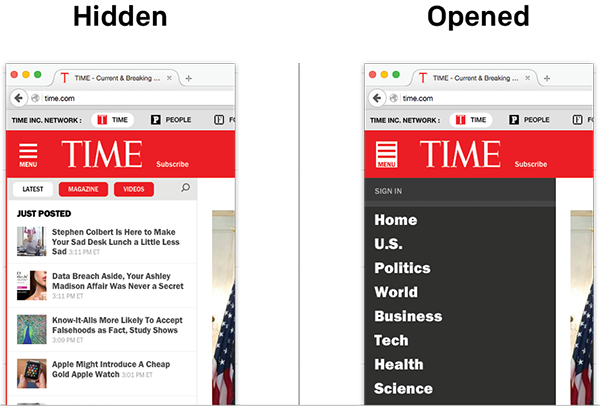 Hidden
TIME - Current & Breaking ...
time.com
TIME INC. NETWORK :
TIME
PEOPLE
MENU
TIME
Subscribe
LATEST
MAGAZINE
VIDEOS
JUST POSTED
Stephen Colbert Is Here to Make
Your Sad Desk Lunch a Little Less
Sad 3:11 PM ET
Data Breach Aside, Your Ashley
Madison Affair Was Never a Secret
3:11 PM ET
Know-It-Alls More Likely To Accept
Falsehoods as Fact, Study Shows
3:09 PM ET
Apple Might Introduce A Cheap
Gold Apple Watch 3:01 PM ET
Opened
TIME - Current & Breaking ...
time.com
TIME INC. NETWORK :
TIME
PEOPLE
MENU
TIME
Subscribe
SIGN IN
Home
U.S.
Politics
World
Business
Tech
Health
Science